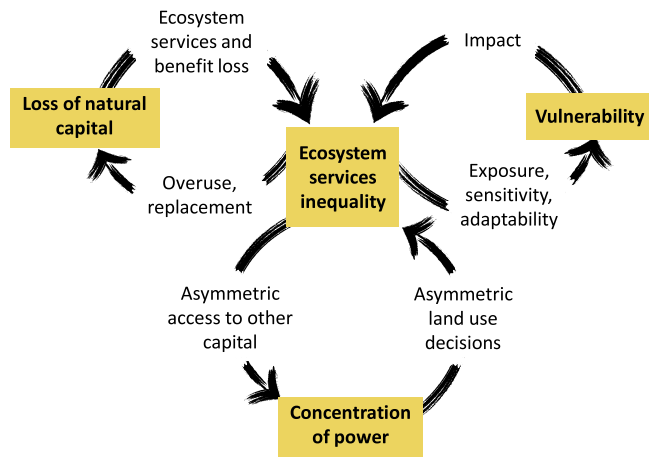 Ecosystem
services and
benefit loss
Impact
Loss of natural
capital
Vulnerability
Ecosystem
services
inequality
Overuse,
replacement
Exposure,
sensitivity,
adaptability
Asymmetric
access to other
capital
Asymmetric
land use
decisions
Concentration
of power